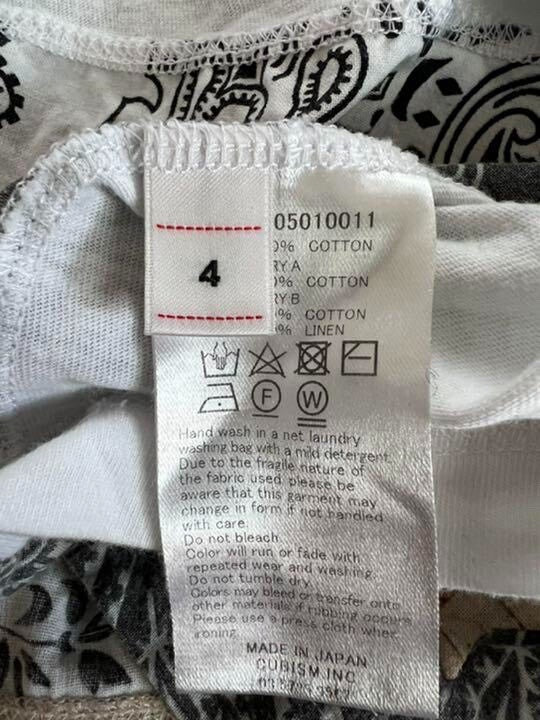 4
05010011
% COTTON
RY A
% COTTON
RY B
% COTTON
% LINEN
F W
Hand wash in a net laundry
washing bag with a mild detergent.
Due to the fragile nature of
the fabric used please be
aware that this garment may
change in form if not handled
with care.
Do not bleach.
Color will run or fade with
repeated wear and washing.
Do not tumble dry.
Colors may bleed or transfer onto
other materials if rubbing occurs
Please use a press cloth when
ironing.
MADE IN JAPAN
CUBISM INC